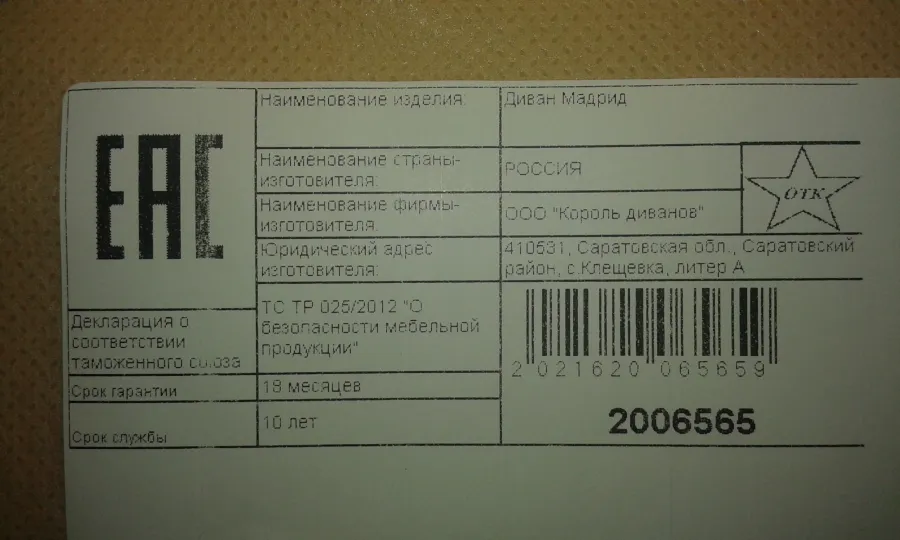 EAC
Наименование изделия:
Диван Мадрид
Наименование страны-
изготовителя:
РОССИЯ
ОТК
Наименование фирмы-
изготовителя:
ООО "Король диванов"
Юридический адрес
изготовителя:
410531, Саратовская обл., Саратовский
район, с.Клещевка, литер А
Декларация о
соответствии
таможенного союза
ТС ТР 025/2012 "О
безопасности мебельной
продукции"
2 021620 065659
2006565
Срок гарантии
18 месяцев
Срок службы
10 лет